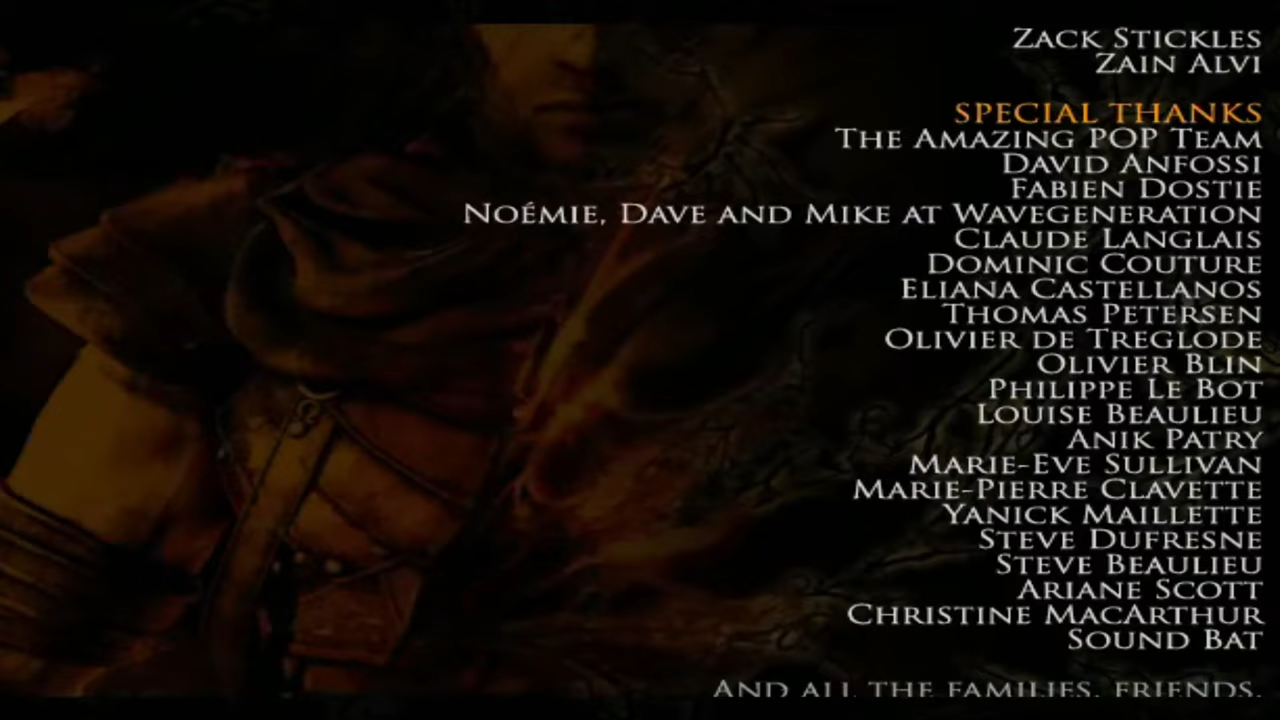 Zack Stickles
Zain Alvi
SPECIAL THANKS
The Amazing POP Team
David Anfossi
Fabien Dostie
Noémie, Dave and Mike at Wavegeneration
Claude Langlais
Dominic Couture
Eliana Castellanos
Thomas Petersen
Olivier de Treglode
Olivier Blin
Philippe Le Bot
Louise Beaulieu
Anik Patry
Marie-Eve Sullivan
Marie-Pierre Clavette
Yanick Maillette
Steve Dufresne
Steve Beaulieu
Ariane Scott
Christine MacArthur
Sound Bat
And all the families, friends,